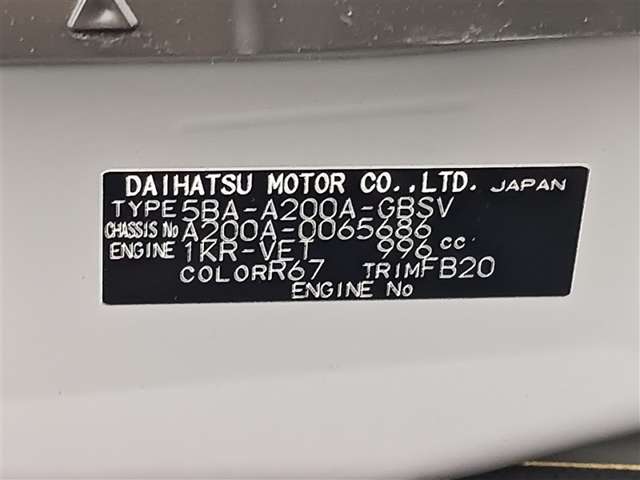 DAIHATSU MOTOR CO.,LTD. JAPAN
TYPE 5BA-A200A-GBSV
CHASSIS No A200A-0065686
ENGINE 1KR-VET 996 cc
COLOR R67 TRIM FB20
ENGINE No